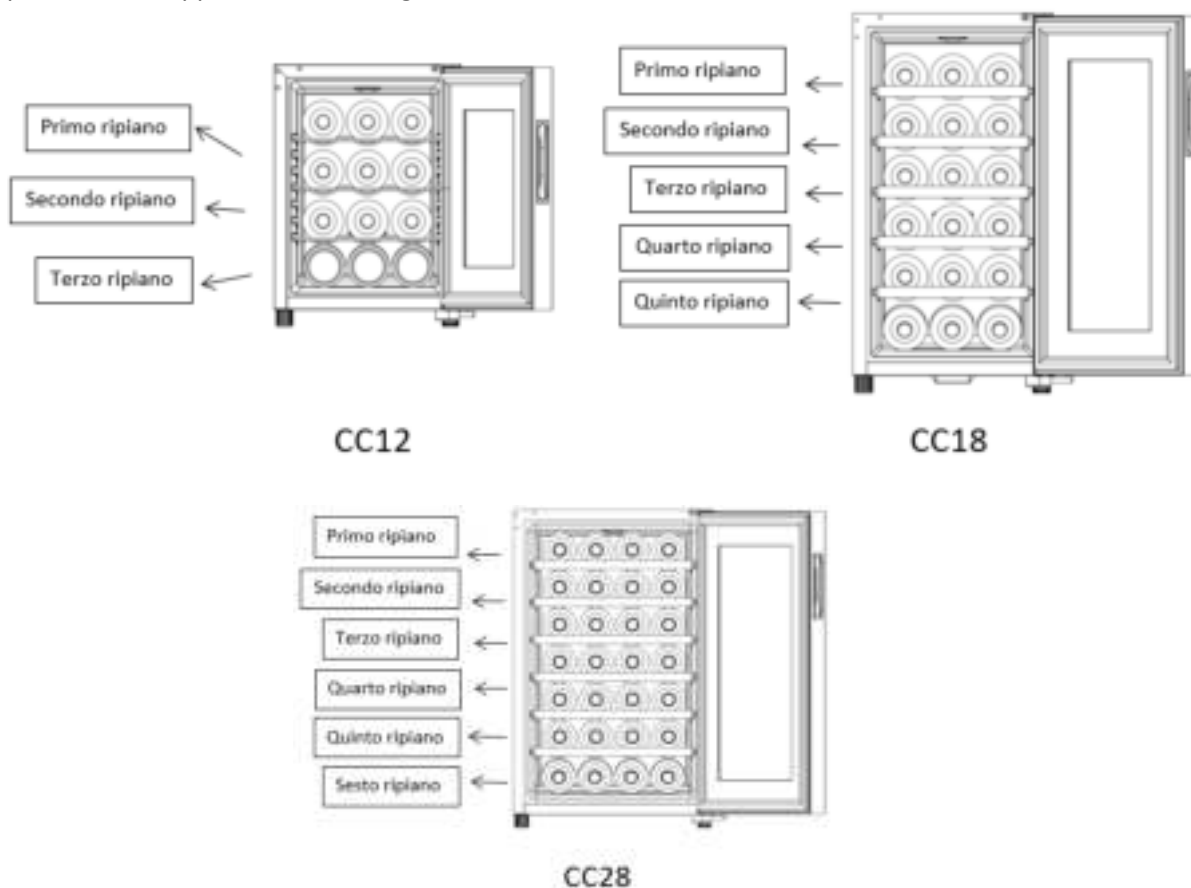 Primo ripiano
Secondo ripiano
Terzo ripiano
CC12
Primo ripiano
Secondo ripiano
Terzo ripiano
Quarto ripiano
Quinto ripiano
CC18
Primo ripiano
Secondo ripiano
Terzo ripiano
Quarto ripiano
Quinto ripiano
Sesto ripiano
CC28